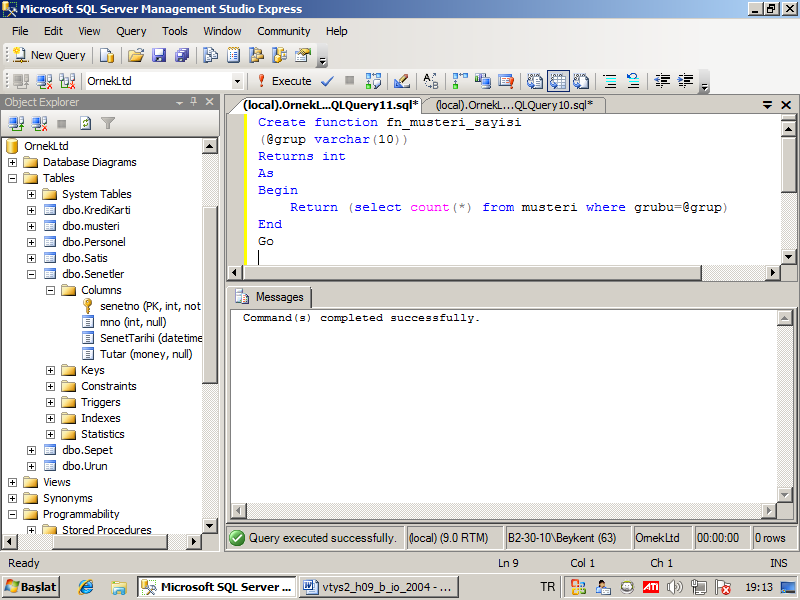 Microsoft SQL Server Management Studio Express
File Edit View Query Tools Window Community Help
New Query
OrnekLtd Execute
Object Explorer
(local).OrnekL...QLQuery11.sql* (local).OrnekL...QLQuery10.sql*
OrnekLtd
Database Diagrams
Tables
System Tables
dbo.KrediKarti
dbo.musteri
dbo.Personel
dbo.Satis
dbo.Senetler
Columns
senetno (PK, int, not
mno (int, null)
SenetTarihi (datetime
Tutar (money, null)
Keys
Constraints
Triggers
Indexes
Statistics
dbo.Sepet
dbo.Urun
Views
Synonyms
Programmability
Stored Procedures
Create function fn_musteri_sayisi
(@grup varchar(10))
Returns int
As
Begin
Return (select count(*) from musteri where grubu=@grup)
End
Go
Messages
Command(s) completed successfully.
Query executed successfully. (local) (9.0 RTM) B2-30-10\Beykent (63) OrnekLtd 00:00:00 0 rows
Ready Ln 9 Col 1 Ch 1 INS
Başlat Microsoft SQL Server ... vtys2_h09_b_jo_2004 - ... TR ATI 19:13